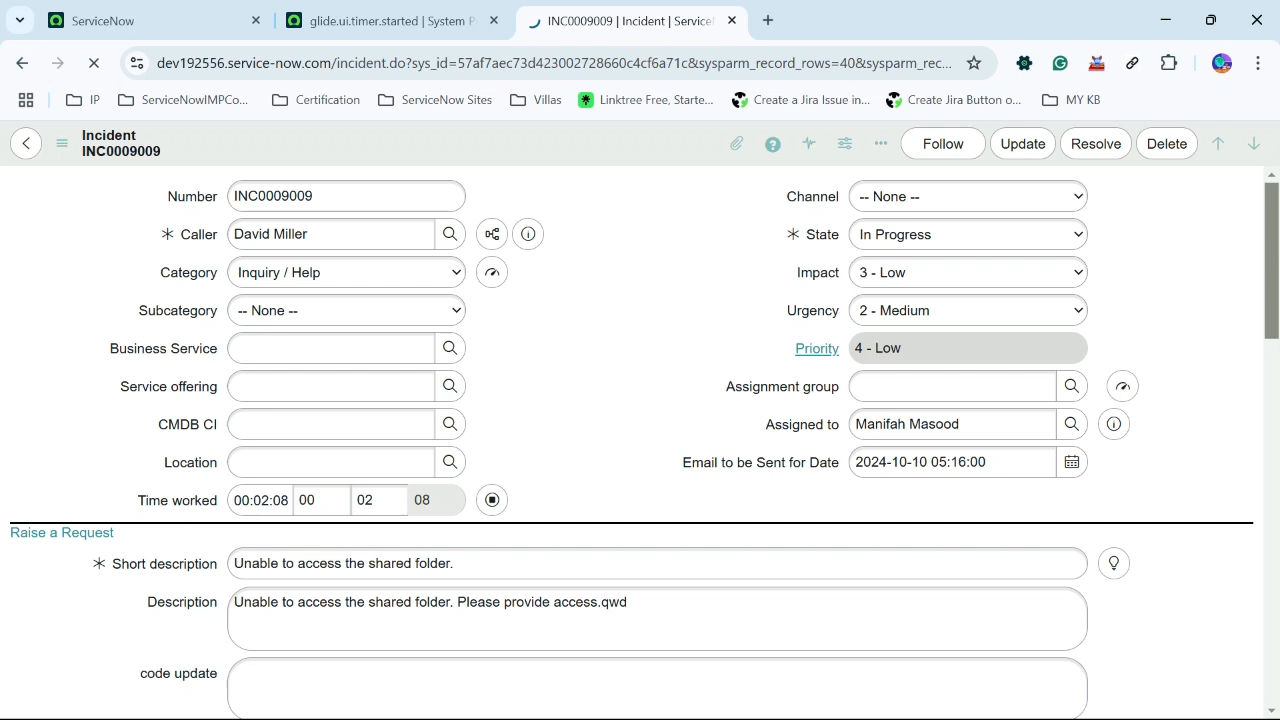 ServiceNow
glide.ui.timer.started | System P
INC0009009 | Incident | Service
dev192556.service-now.com/incident.do?sys_id=57af7aec73d423002728660c4cf6a71c&sysparm_record_rows=40&sysparm_rec...
IP
ServiceNowIMPCo...
Certification
ServiceNow Sites
Villas
Linktree Free, Starte...
Create a Jira Issue in...
Create Jira Button o...
MY KB
Incident
INC0009009
Follow
Update
Resolve
Delete
Number INC0009009
Channel -- None --
Caller David Miller
State In Progress
Category Inquiry / Help
Impact 3 - Low
Subcategory -- None --
Urgency 2 - Medium
Business Service
Priority 4 - Low
Service offering
Assignment group
CMDB CI
Assigned to Manifah Masood
Location
Email to be Sent for Date 2024-10-10 05:16:00
Time worked 00:02:08 00 02 08
Raise a Request
Short description Unable to access the shared folder.
Description Unable to access the shared folder. Please provide access.qwd
code update